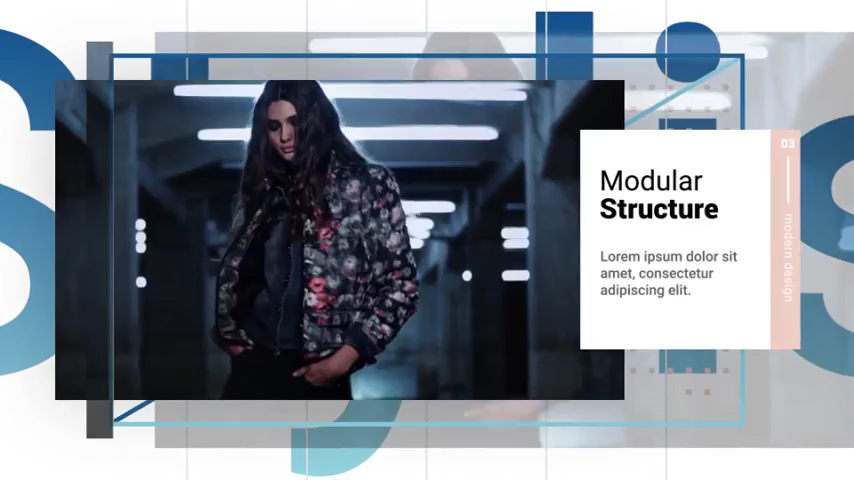 Modular
Structure
Lorem ipsum dolor sit
amet, consectetur
adipiscing elit.
03
modern design